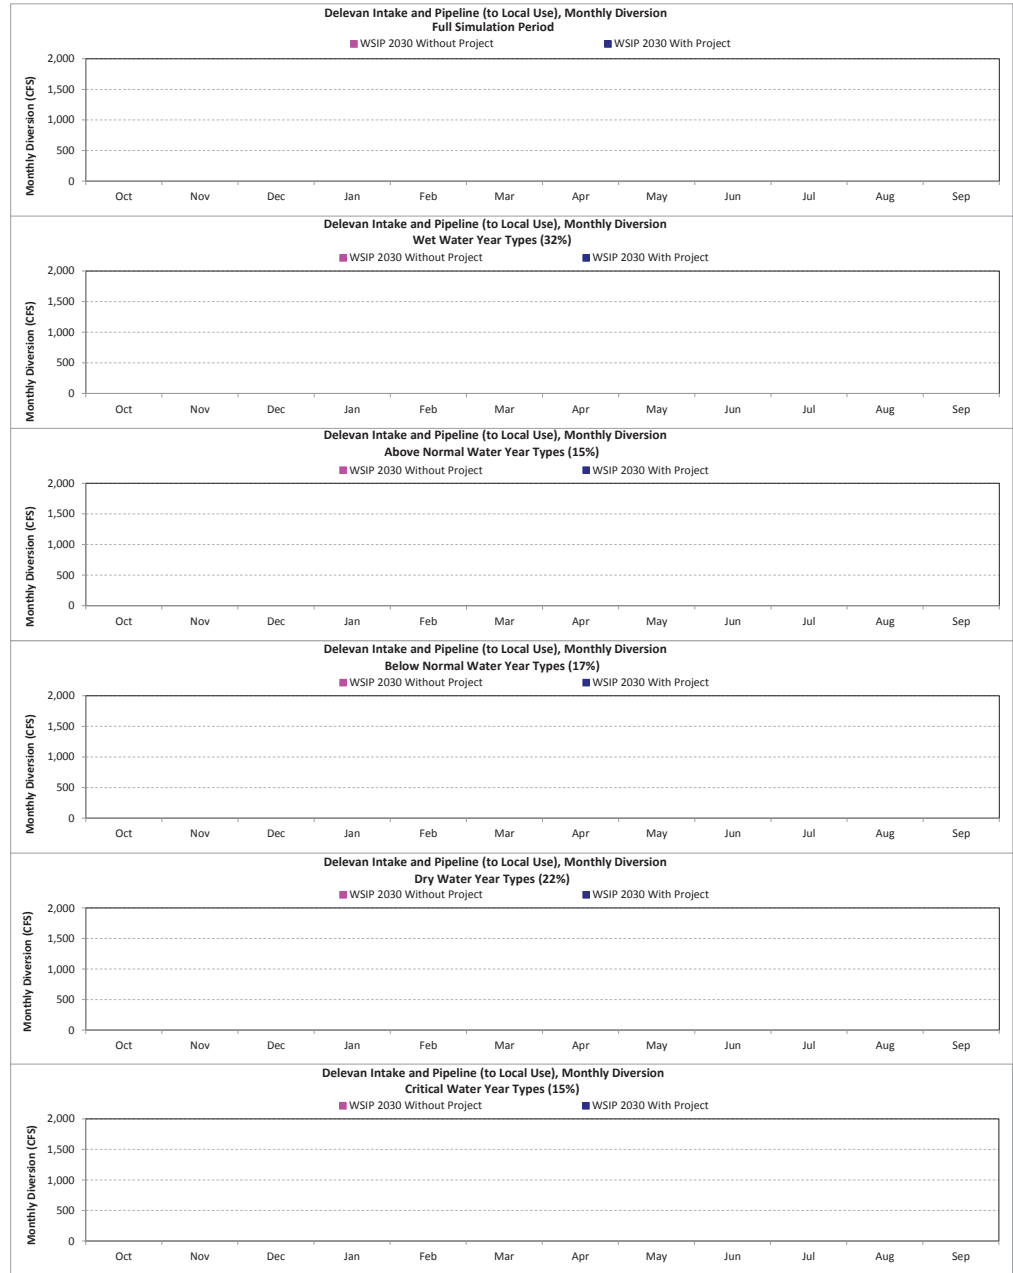 Delevan Intake and Pipeline (to Local Use), Monthly Diversion
Full Simulation Period
WSIP 2030 Without Project WSIP 2030 With Project
Monthly Diversion (CFS)
2,000
1,500
1,000
500
0
Oct Nov Dec Jan Feb Mar Apr May Jun Jul Aug Sep
Delevan Intake and Pipeline (to Local Use), Monthly Diversion
Wet Water Year Types (32%)
WSIP 2030 Without Project WSIP 2030 With Project
Monthly Diversion (CFS)
2,000
1,500
1,000
500
0
Oct Nov Dec Jan Feb Mar Apr May Jun Jul Aug Sep
Delevan Intake and Pipeline (to Local Use), Monthly Diversion
Above Normal Water Year Types (15%)
WSIP 2030 Without Project WSIP 2030 With Project
Monthly Diversion (CFS)
2,000
1,500
1,000
500
0
Oct Nov Dec Jan Feb Mar Apr May Jun Jul Aug Sep
Delevan Intake and Pipeline (to Local Use), Monthly Diversion
Below Normal Water Year Types (17%)
WSIP 2030 Without Project WSIP 2030 With Project
Monthly Diversion (CFS)
2,000
1,500
1,000
500
0
Oct Nov Dec Jan Feb Mar Apr May Jun Jul Aug Sep
Delevan Intake and Pipeline (to Local Use), Monthly Diversion
Dry Water Year Types (22%)
WSIP 2030 Without Project WSIP 2030 With Project
Monthly Diversion (CFS)
2,000
1,500
1,000
500
0
Oct Nov Dec Jan Feb Mar Apr May Jun Jul Aug Sep
Delevan Intake and Pipeline (to Local Use), Monthly Diversion
Critical Water Year Types (15%)
WSIP 2030 Without Project WSIP 2030 With Project
Monthly Diversion (CFS)
2,000
1,500
1,000
500
0
Oct Nov Dec Jan Feb Mar Apr May Jun Jul Aug Sep